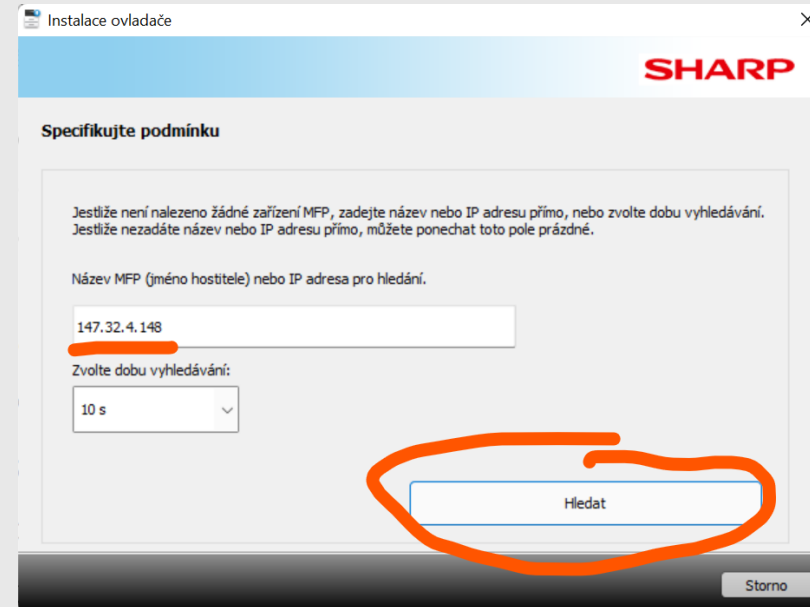 Instalace ovladače
SHARP
Specifikujte podmínku
Jestliže není nalezeno žádné zařízení MFP, zadejte název nebo IP adresu přímo, nebo zvolte dobu vyhledávání.
Jestliže nezadáte název nebo IP adresu přímo, můžete ponechat toto pole prázdné.
Název MFP (jméno hostitele) nebo IP adresa pro hledání.
147.32.4.148
Zvolte dobu vyhledávání:
10 s
Hledat
Storno